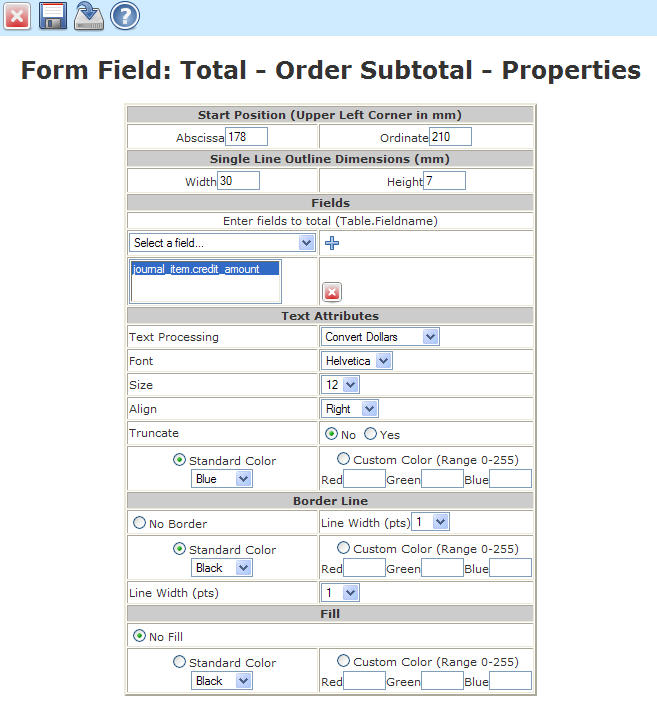 Form Field: Total - Order Subtotal - Properties
Start Position (Upper Left Corner in mm)
Abscissa 178 Ordinate 210
Single Line Outline Dimensions (mm)
Width 30 Height 7
Fields
Enter fields to total (Table.Fieldname)
Select a field...
journal_item.credit_amount
Text Attributes
Text Processing Convert Dollars
Font Helvetica
Size 12
Align Right
Truncate No Yes
Standard Color Custom Color (Range 0-255)
Blue Red Green Blue
Border Line
No Border Line Width (pts) 1
Standard Color Custom Color (Range 0-255)
Black Red Green Blue
Line Width (pts) 1
Fill
No Fill
Standard Color Custom Color (Range 0-255)
Black Red Green Blue